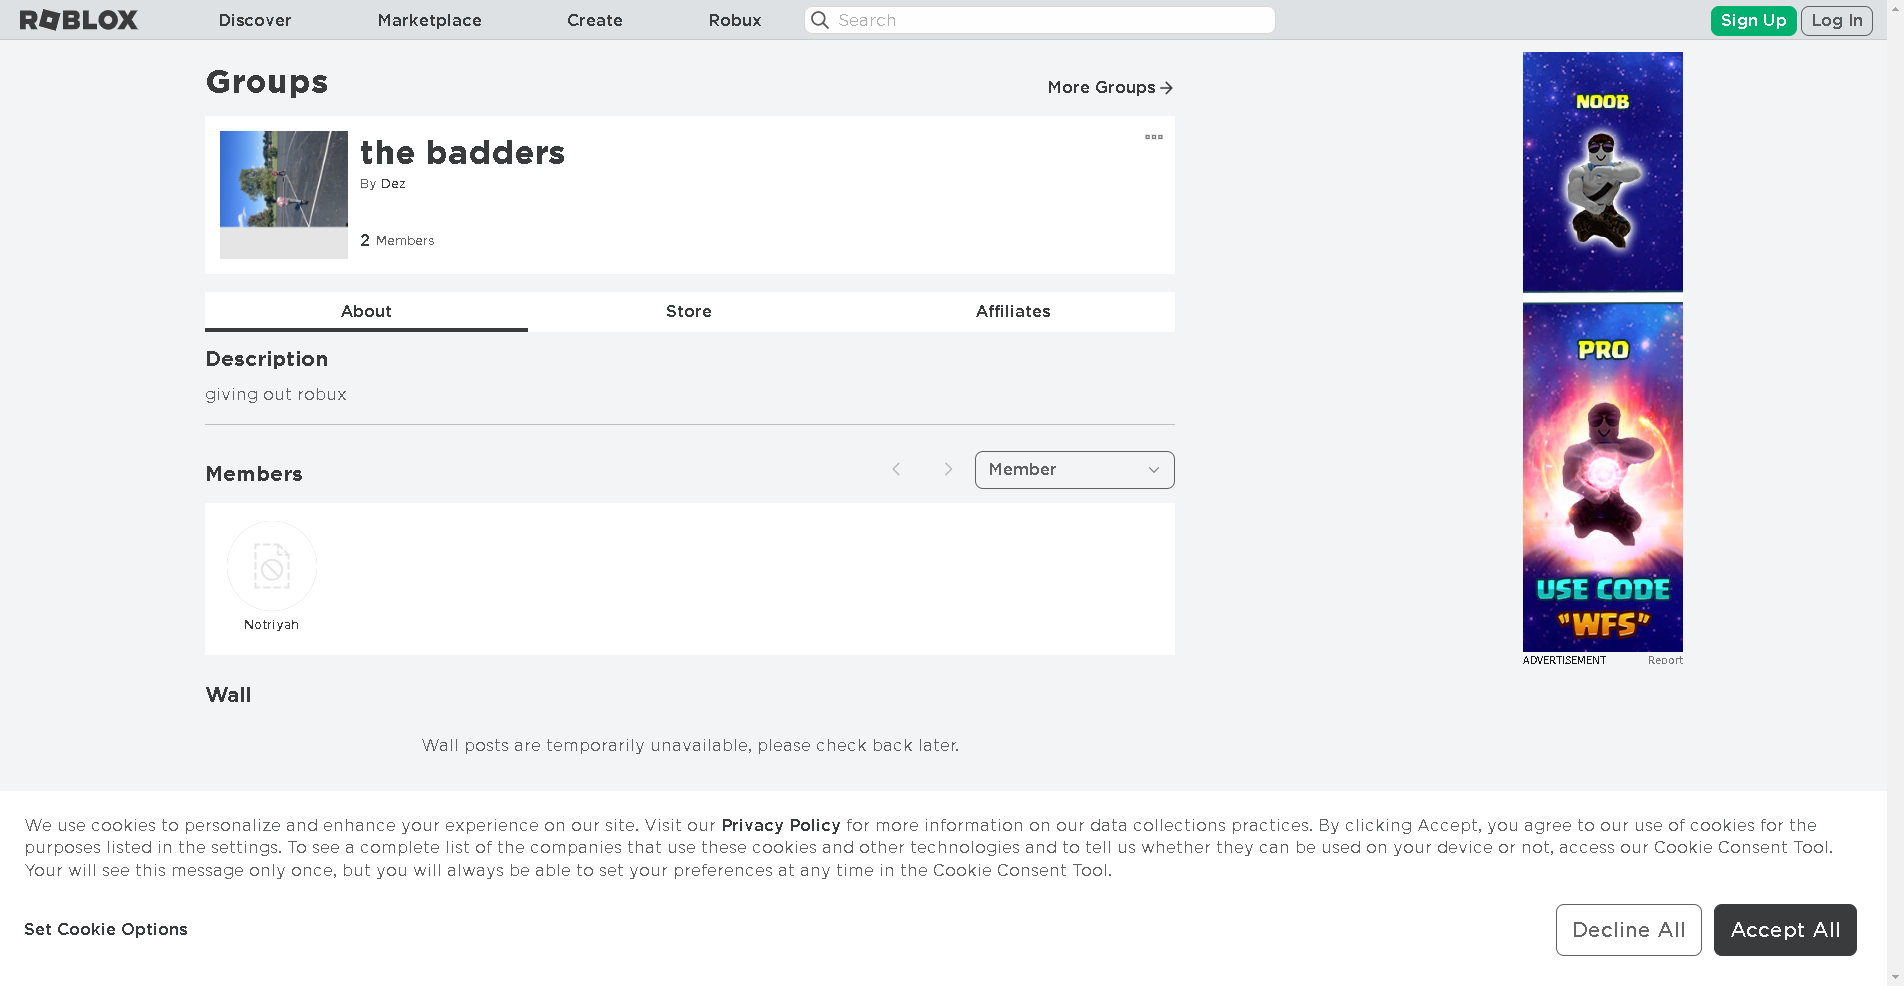 ROBLOX
Discover
Marketplace
Create
Robux
Search
Sign Up
Log In
Groups
More Groups
the badders
By Dez
2 Members
About
Store
Affiliates
Description
giving out robux
Members
Member
Notriyah
Wall
Wall posts are temporarily unavailable, please check back later.
NOOB
PRO
USE CODE
"WFS"
ADVERTISEMENT
Report
We use cookies to personalize and enhance your experience on our site. Visit our Privacy Policy for more information on our data collections practices. By clicking Accept, you agree to our use of cookies for the
purposes listed in the settings. To see a complete list of the companies that use these cookies and other technologies and to tell us whether they can be used on your device or not, access our Cookie Consent Tool.
Your will see this message only once, but you will always be able to set your preferences at any time in the Cookie Consent Tool.
Set Cookie Options
Decline All
Accept All